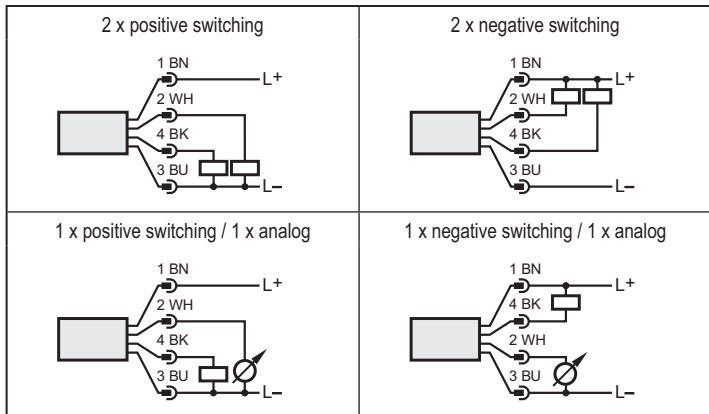 2 x positive switching
1 BN
L+
2 WH
4 BK
3 BU
L–
2 x negative switching
1 BN
L+
2 WH
4 BK
3 BU
L–
1 x positive switching / 1 x analog
1 BN
L+
2 WH
4 BK
3 BU
L–
1 x negative switching / 1 x analog
1 BN
L+
4 BK
2 WH
3 BU
L–